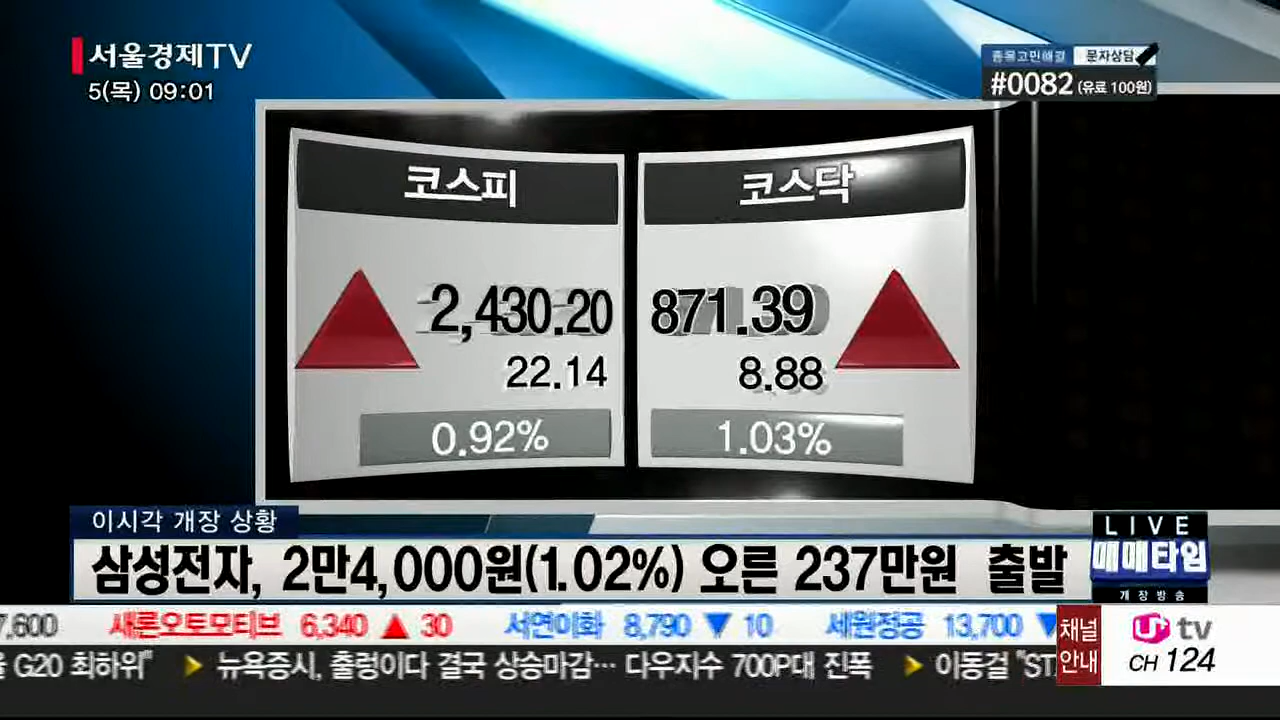 서울경제TV
5(목) 09:01
종목고민해결 문자상담
#0082 (유료 100원)
코스피
2,430.20
22.14
0.92%
코스닥
871.39
8.88
1.03%
이시각 개장 상황
삼성전자, 2만4,000원(1.02%) 오른 237만원 출발
LIVE
매매타임
개장방송
7,600 새론오토모티브 6,340 ▲ 30 서연이화 8,790 ▼ 10 세원정공 13,700 ▼
G20 최하위" ▶ 뉴욕증시, 출렁이다 결국 상승마감… 다우지수 700P대 진폭 ▶ 이동걸 "ST
채널
안내
U+ tv
CH 124